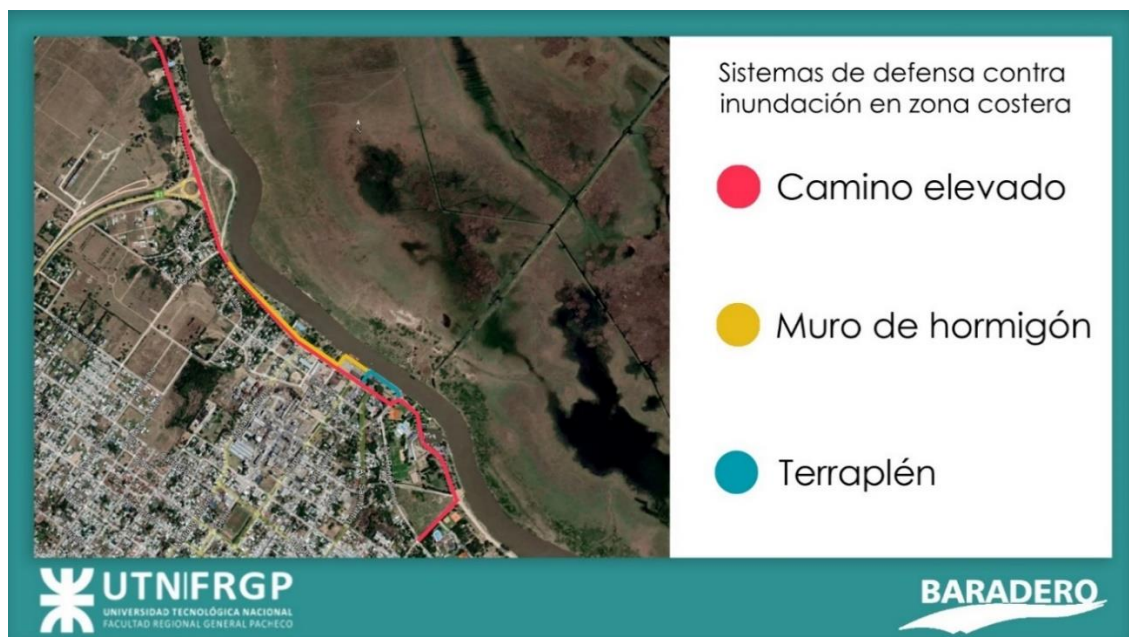 Sistemas de defensa contra
inundación en zona costera
Camino elevado
Muro de hormigón
Terraplén
UTN|FRGP
UNIVERSIDAD TECNOLÓGICA NACIONAL
FACULTAD REGIONAL GENERAL PACHECO
BARADERO